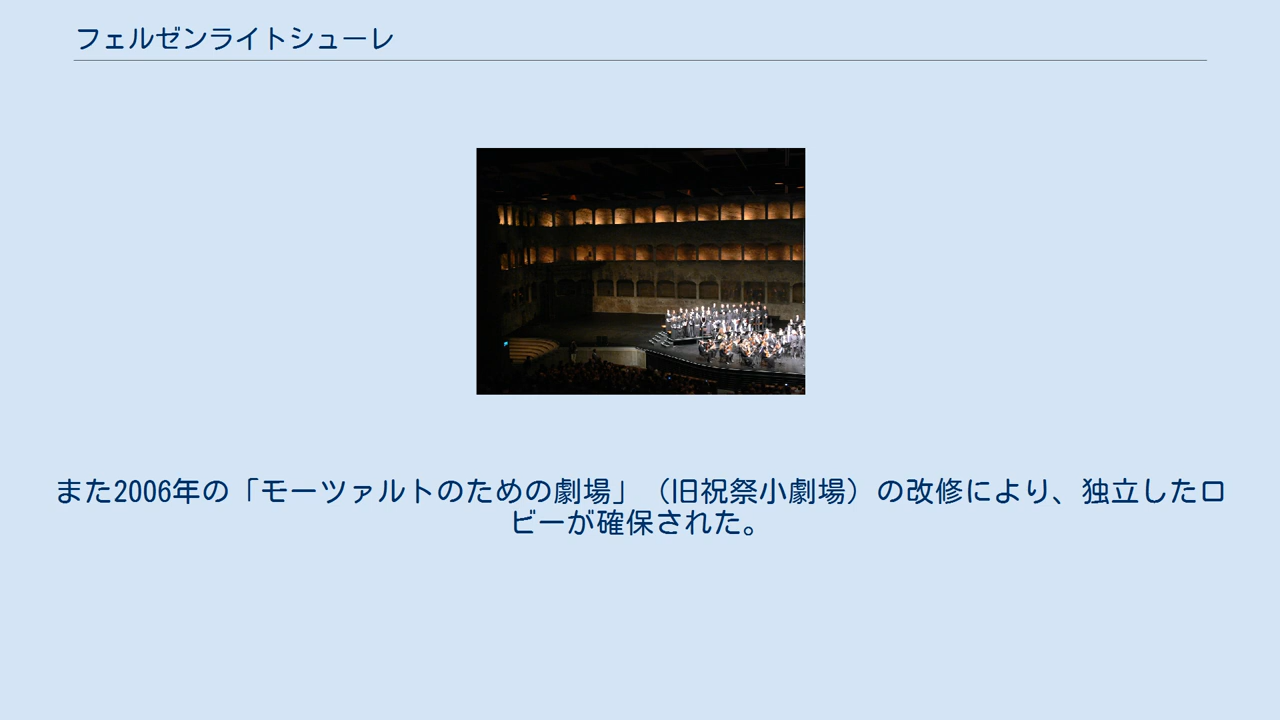 フェルゼンライトシューレ
また2006年の「モーツァルトのための劇場」（旧祝祭小劇場）の改修により、独立したロ
ビーが確保された。